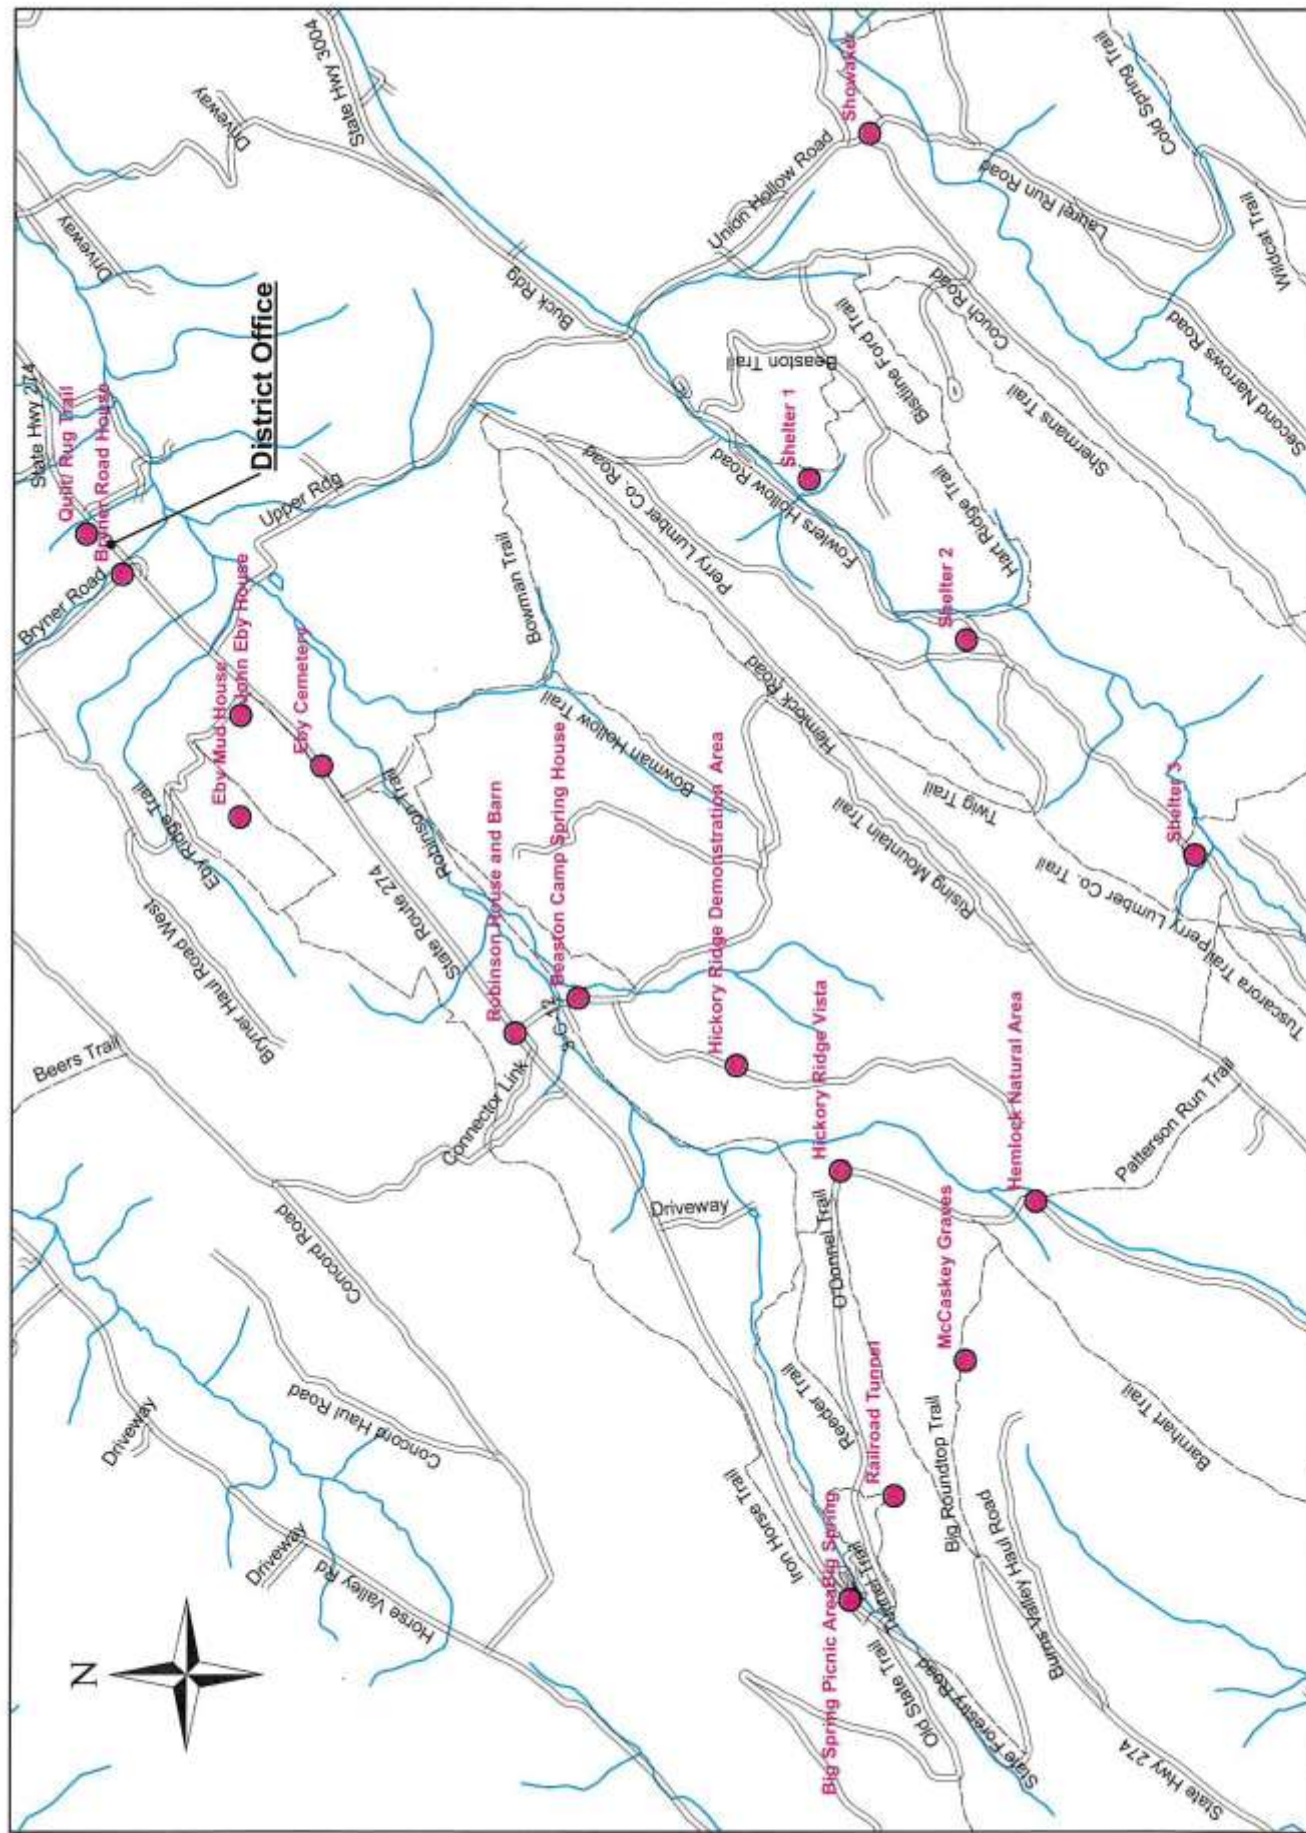 State Hwy 274
Quilt/ Rug Trail
Bryner Road House
District Office
Driveway
Driveway
State Hwy 3004
Bryner Road
Upper Rdg
Buck Rdg
Union Hollow Road
Showaker
Eby Mud House
John Eby House
Eby Cemetery
Eby Ridge Trail
Bryner Haul Road West
Beers Trail
State Route 274
Robinson Trail
Bowman Trail
Bowman Hollow Trail
Perry Lumber Co. Road
Fowlers Hollow Road
Beaston Trail
Shelter 1
Bistline Ford Trail
Couch Road
Laurel Run Road
Cold Spring Trail
Wildcat Trail
Second Narrows Road
Shermans Trail
Hart Ridge Trail
Shelter 2
Hemlock Road
Twig Trail
Rising Mountain Trail
Perry Lumber Co. Trail
Tuscarora Trail
Shelter 3
Robinson House and Barn
Beaston Camp Spring House
Connector Link
Hickory Ridge Demonstration Area
Hickory Ridge Vista
Hemlock Natural Area
Patterson Run Trail
Concord Road
Concord Haul Road
Driveway
O'Donnel Trail
Reeder Trail
McCaskey Graves
Barnhart Trail
Railroad Tunnel
Big Roundtop Trail
Iron Horse Trail
Big Spring Picnic Area
Big Spring
Tunnel Trail
Old State Trail
State Forestry Road
Burns Valley Haul Road
State Hwy 274
Driveway
Driveway
Horse Valley Rd
N